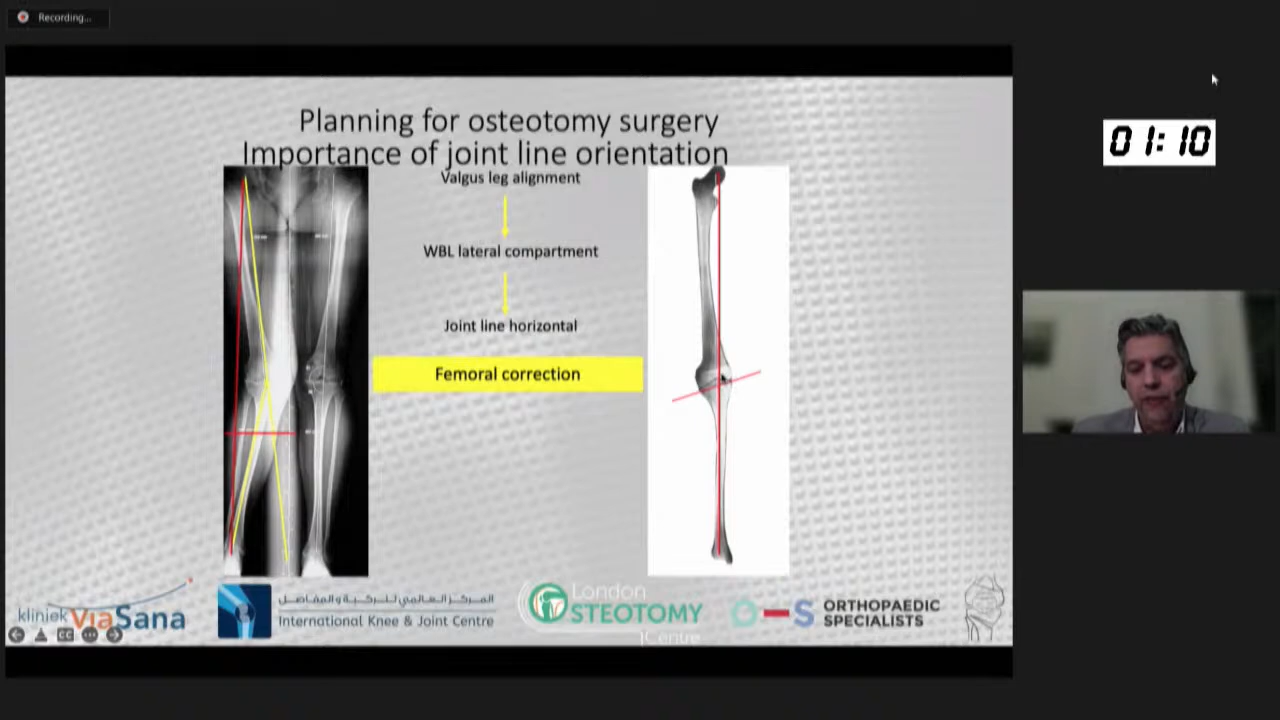 Recording...
Planning for osteotomy surgery
Importance of joint line orientation
01:10
Valgus leg alignment
WBL lateral compartment
Joint line horizontal
Femoral correction
kliniek ViaSana
المركز العالمي للركبة والمفاصل
International Knee & Joint Centre
London
OSTEOTOMY
Centre
O-S ORTHOPAEDIC
SPECIALISTS
CC